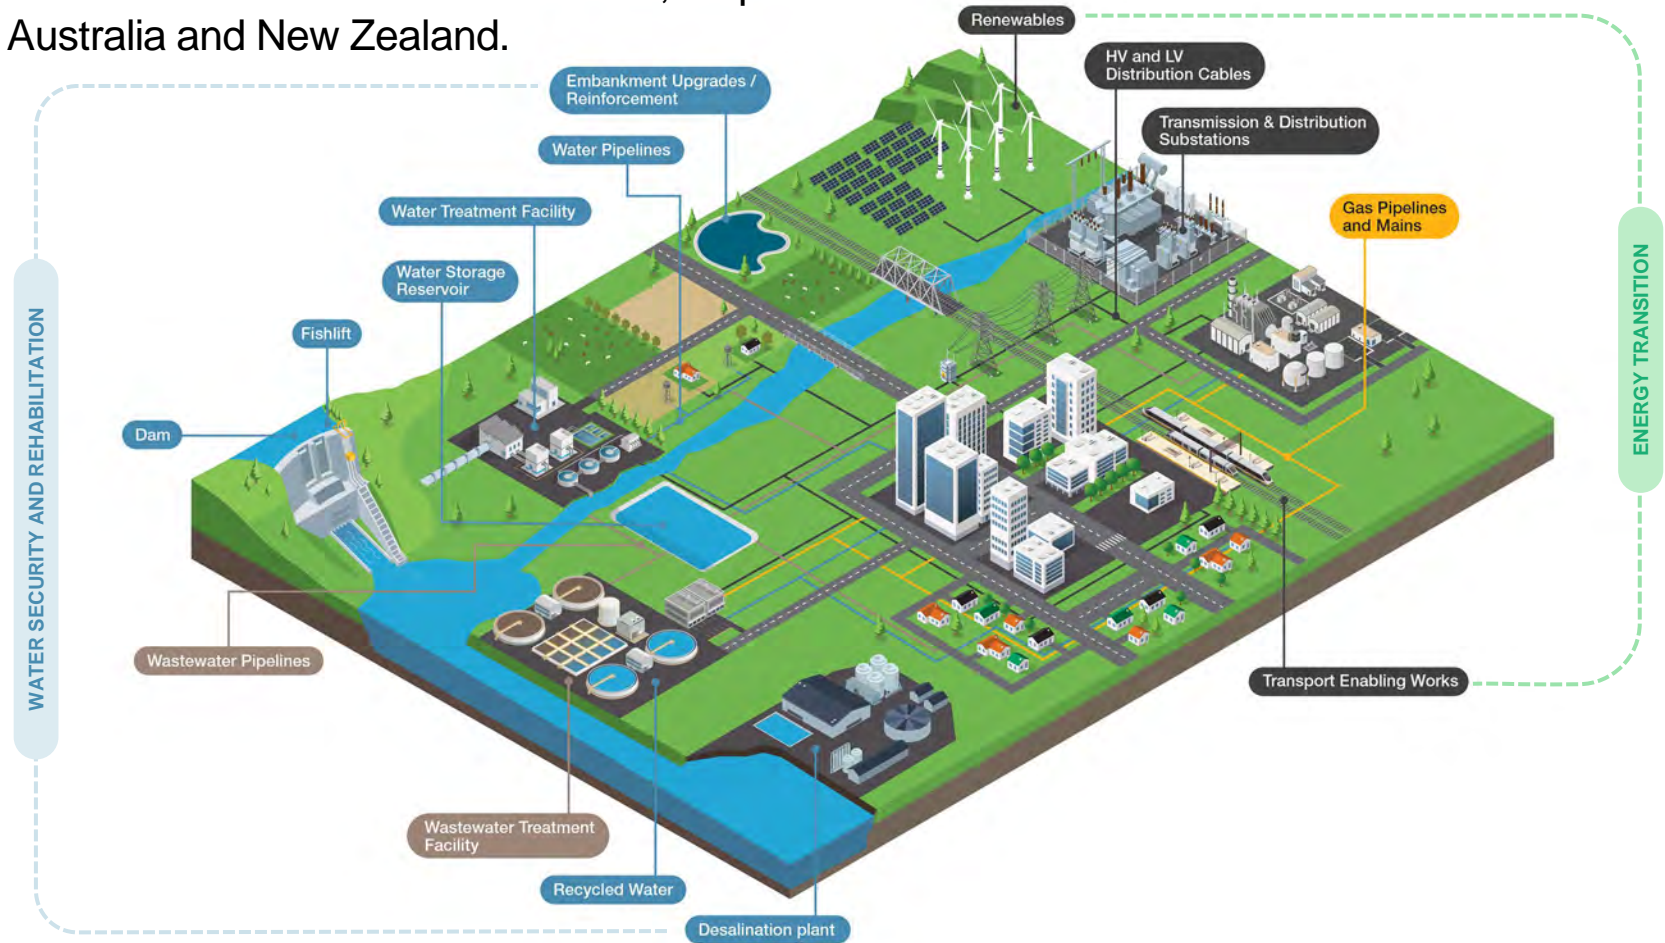 Australia and New Zealand.
Renewables
HV and LV
Distribution Cables
Embankment Upgrades /
Reinforcement
Transmission & Distribution
Substations
Water Pipelines
Water Treatment Facility
Gas Pipelines
and Mains
Water Storage
Reservoir
Fishlift
Dam
WATER SECURITY AND REHABILITATION
ENERGY TRANSITION
Wastewater Pipelines
Transport Enabling Works
Wastewater Treatment
Facility
Recycled Water
Desalination plant